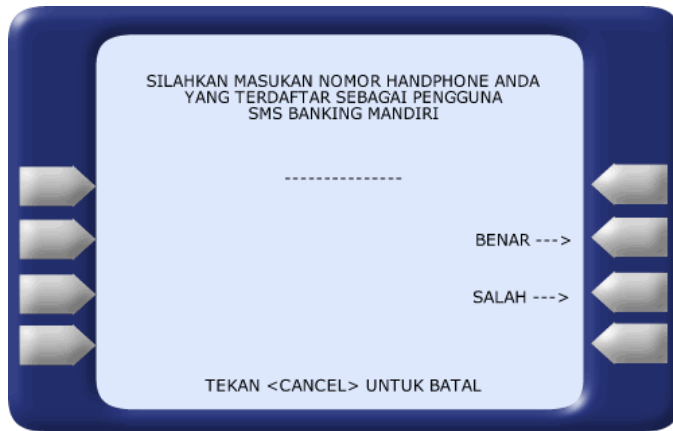 SILAHKAN MASUKAN NOMOR HANDPHONE ANDA
YANG TERDAFTAR SEBAGAI PENGGUNA
SMS BANKING MANDIRI
---------------
BENAR --->
SALAH --->
TEKAN <CANCEL> UNTUK BATAL